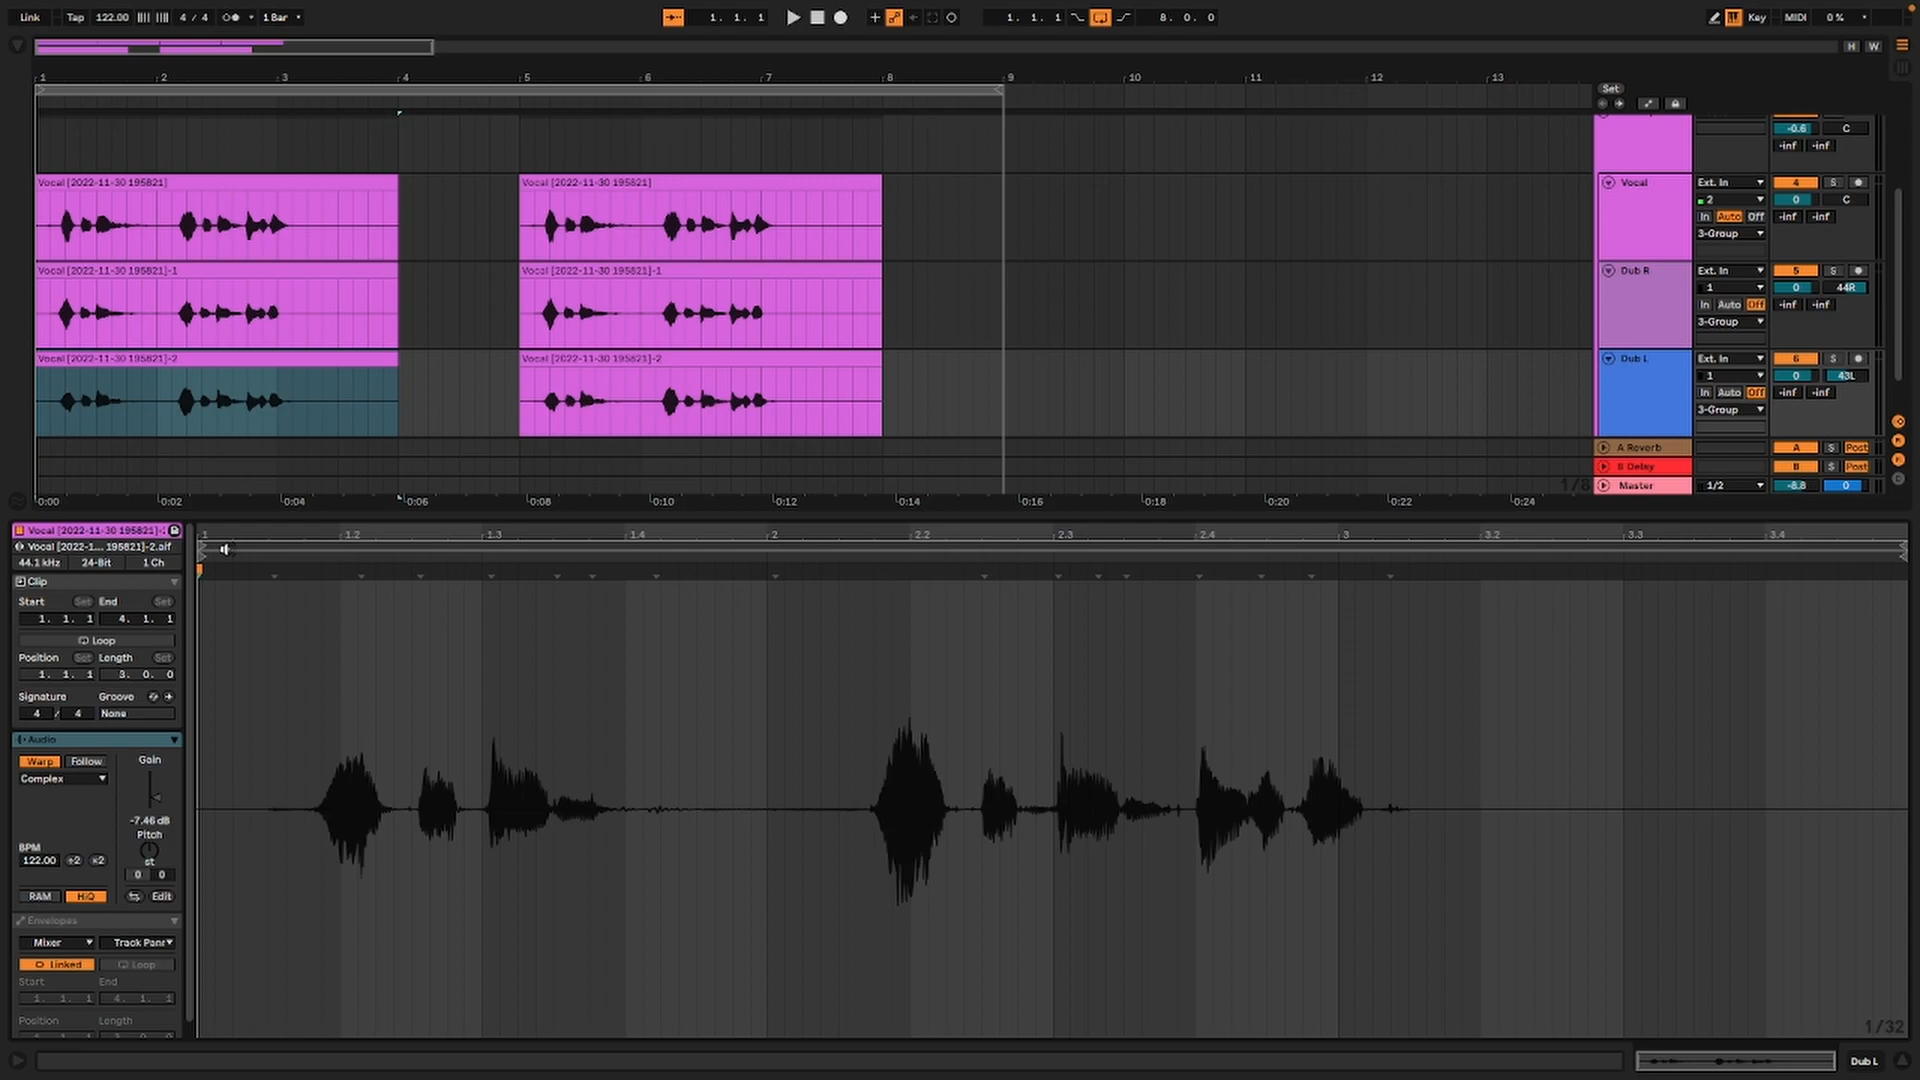 Link Tap 122.00 4 / 4 1 Bar 1. 1. 1 1. 1. 1 8. 0. 0 Key MIDI 0 %
H W
1 2 3 4 5 6 7 8 9 10 11 12 13
Set
-0.6 C
-inf -inf
Vocal [2022-11-30 195821] Vocal [2022-11-30 195821] Vocal Ext. In 4 S
2 0 C
In Auto Off -inf -inf
3-Group
Vocal [2022-11-30 195821]-1 Vocal [2022-11-30 195821]-1 Dub R Ext. In 5 S
1 0 44R
In Auto Off -inf -inf
3-Group
Vocal [2022-11-30 195821]-2 Vocal [2022-11-30 195821]-2 Dub L Ext. In 6 S
1 0 43L
In Auto Off -inf -inf
3-Group
A Reverb A S Post
B Delay B S Post
1/8 Master 1/2 -8.8 0
0:00 0:02 0:04 0:06 0:08 0:10 0:12 0:14 0:16 0:18 0:20 0:22 0:24
Vocal [2022-11-30 195821]-
1 1.2 1.3 1.4 2 2.2 2.3 2.4 3 3.2 3.3 3.4
Vocal [2022-1... 195821]-2.aif
44.1 kHz 24-Bit 1 Ch
Clip
Start Set End Set
1. 1. 1 4. 1. 1
Loop
Position Set Length Set
1. 1. 1 3. 0. 0
Signature Groove
4 / 4 None
Audio
Warp Follow Gain
Complex
-7.46 dB
Pitch
BPM st
122.00 ÷2 ×2
0 0
RAM HiQ Edit
Envelopes
Mixer Track Pan
Linked Loop
Start End
1. 1. 1 4. 1. 1
Position Length
1/32
Dub L